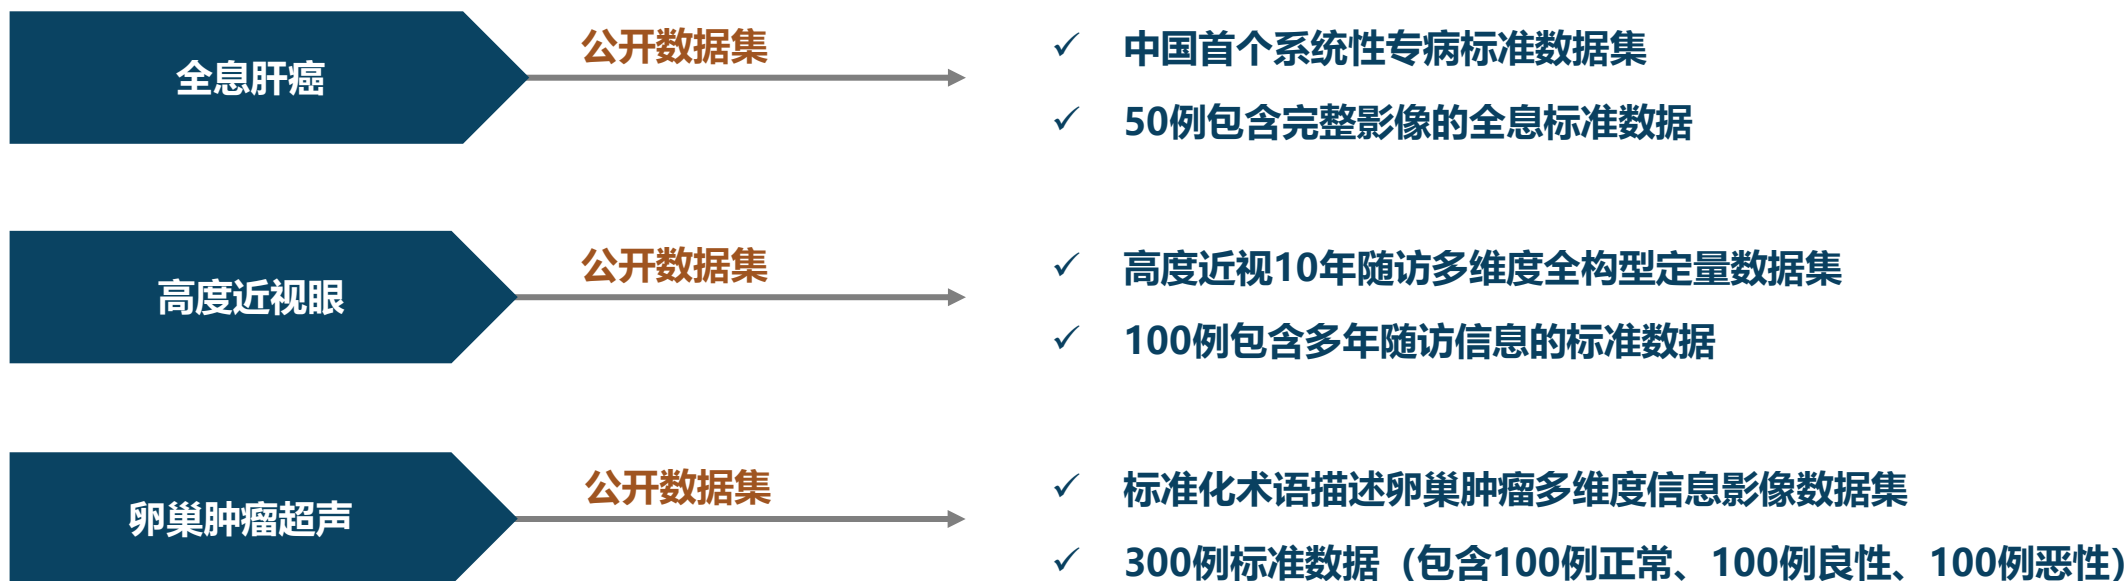 全息肝癌
公开数据集
✓ 中国首个系统性专病标准数据集
✓ 50例包含完整影像的全息标准数据
高度近视眼
公开数据集
✓ 高度近视10年随访多维度全构型定量数据集
✓ 100例包含多年随访信息的标准数据
卵巢肿瘤超声
公开数据集
✓ 标准化术语描述卵巢肿瘤多维度信息影像数据集
✓ 300例标准数据（包含100例正常、100例良性、100例恶性）